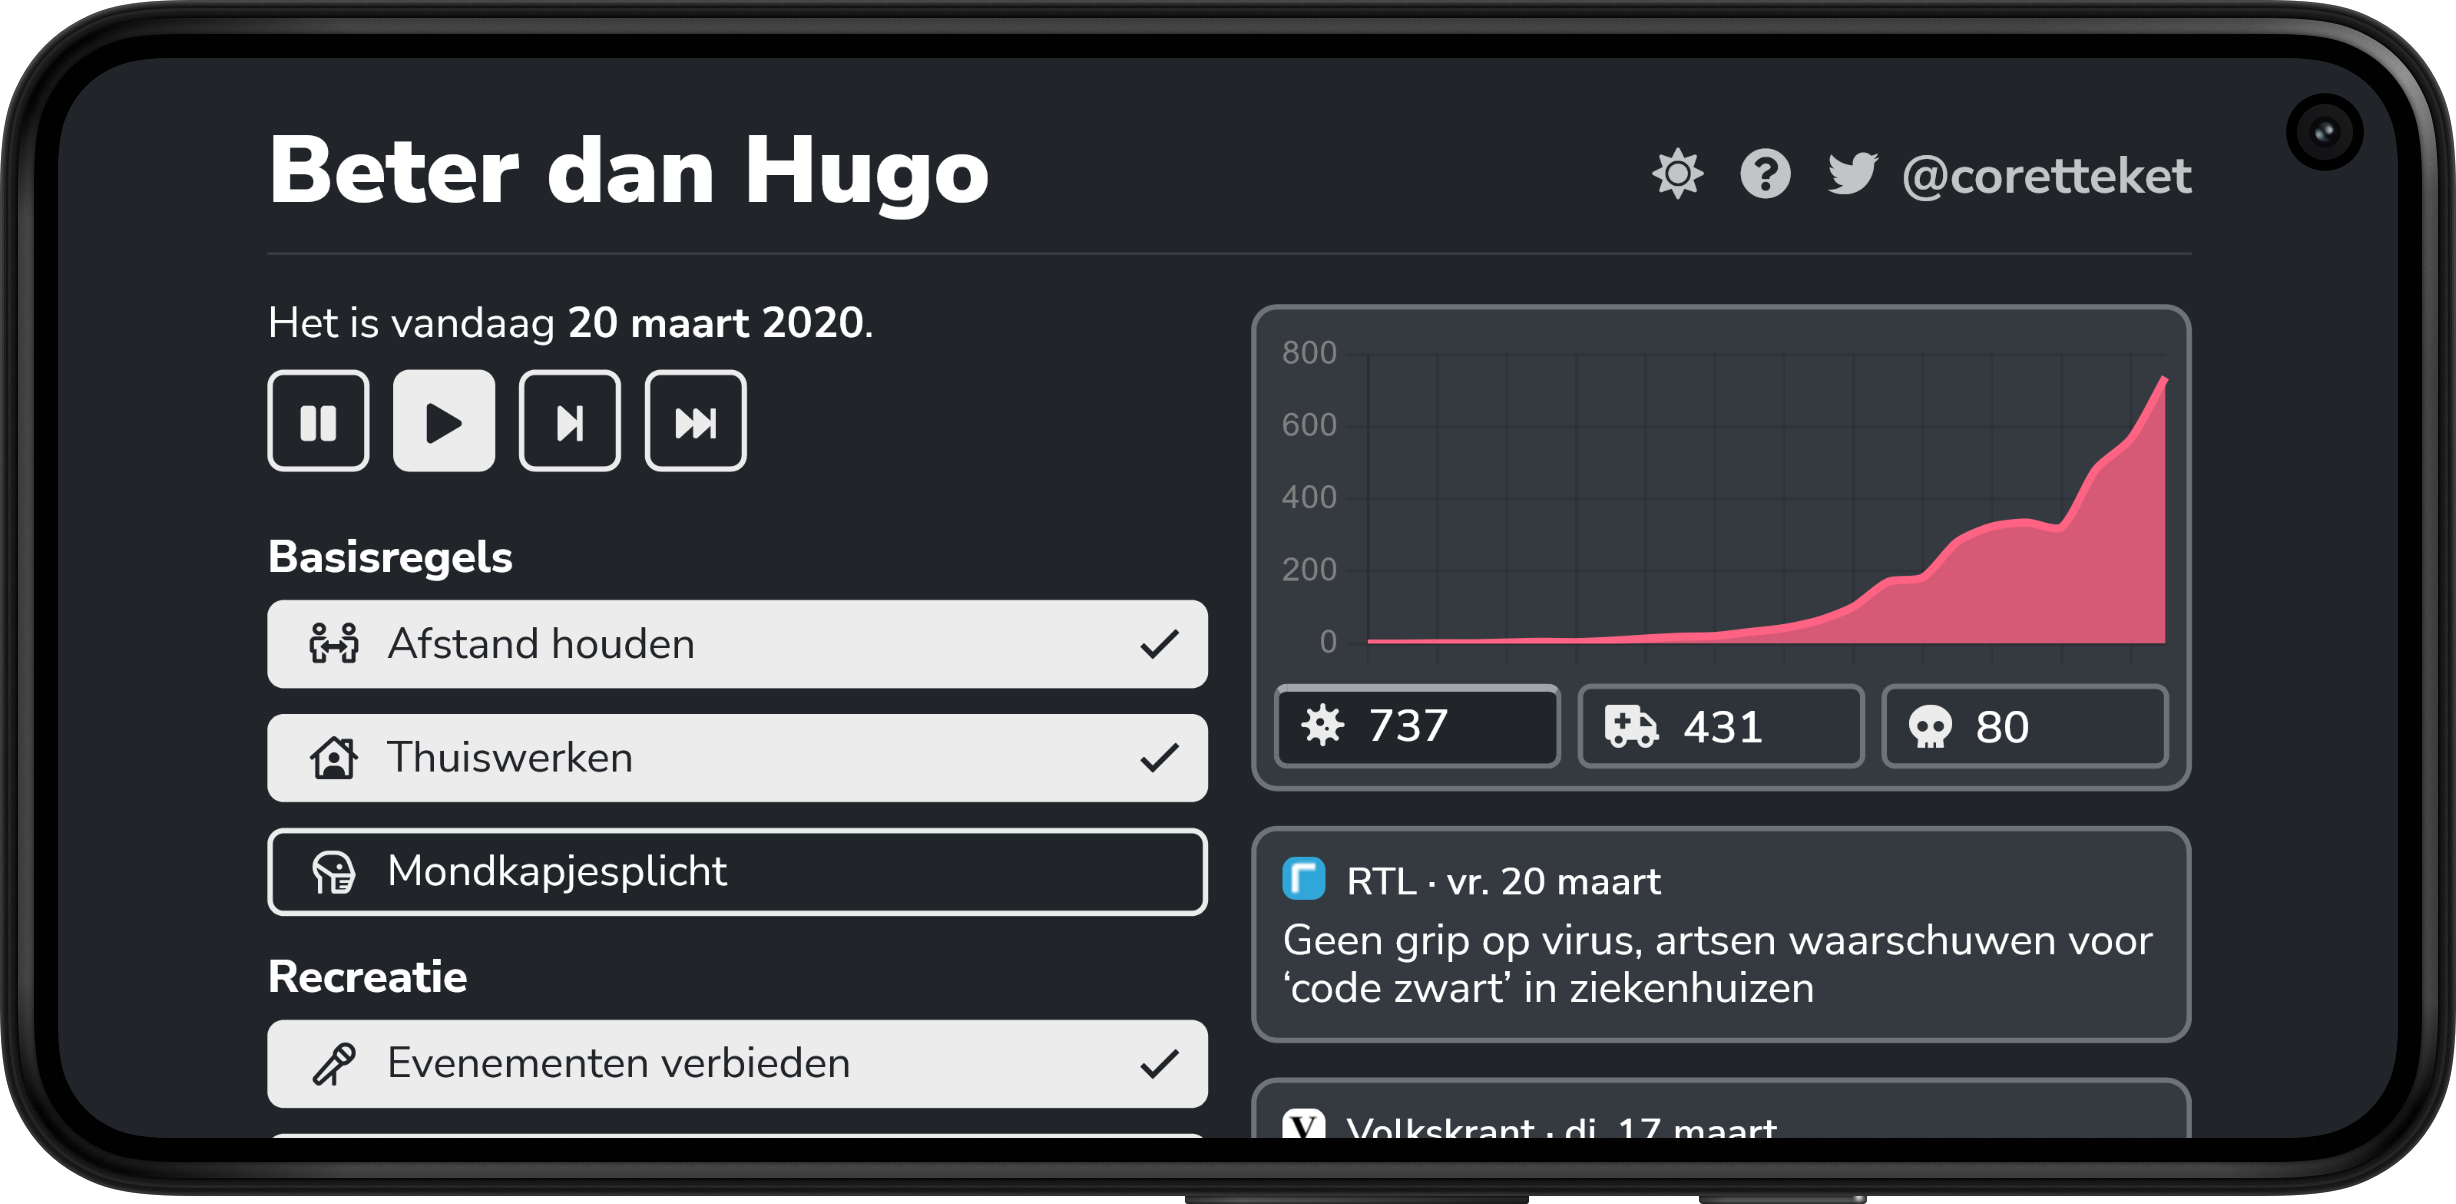 Beter dan Hugo
@coretteket
Het is vandaag 20 maart 2020.
Basisregels
Afstand houden
Thuiswerken
Mondkapjesplicht
Recreatie
Evenementen verbieden
800
600
400
200
0
737
431
80
RTL · vr. 20 maart
Geen grip op virus, artsen waarschuwen voor
‘code zwart’ in ziekenhuizen
V
Volkskrant · di. 17 maart